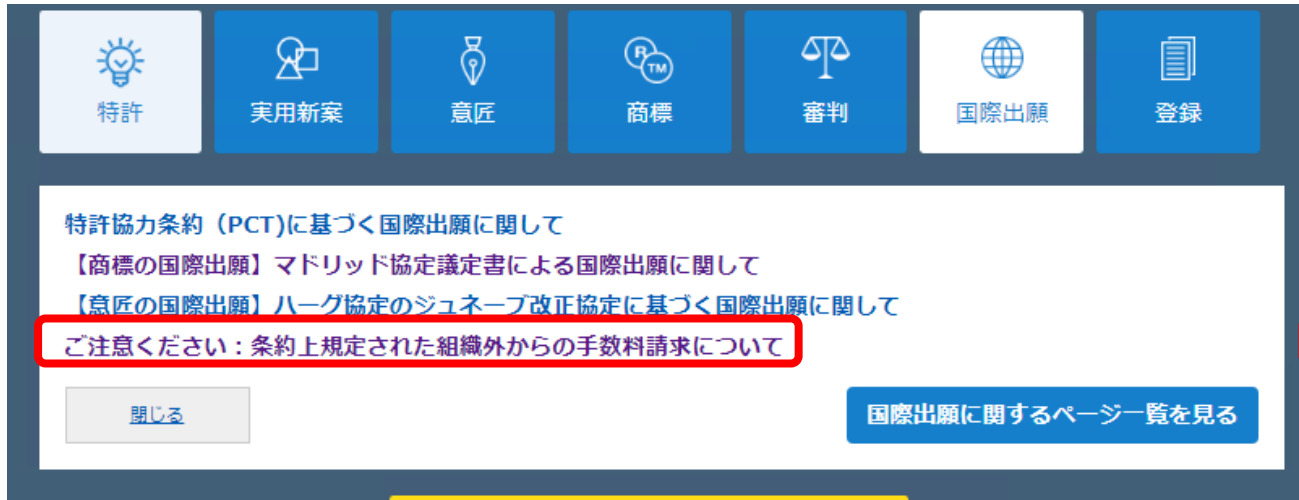 特許
実用新案
R TM
意匠
商標
審判
国際出願
登録
特許協力条約（PCT)に基づく国際出願に関して
【商標の国際出願】マドリッド協定議定書による国際出願に関して
【意匠の国際出願】ハーグ協定のジュネーブ改正協定に基づく国際出願に関して
ご注意ください：条約上規定された組織外からの手数料請求について
閉じる
国際出願に関するページ一覧を見る